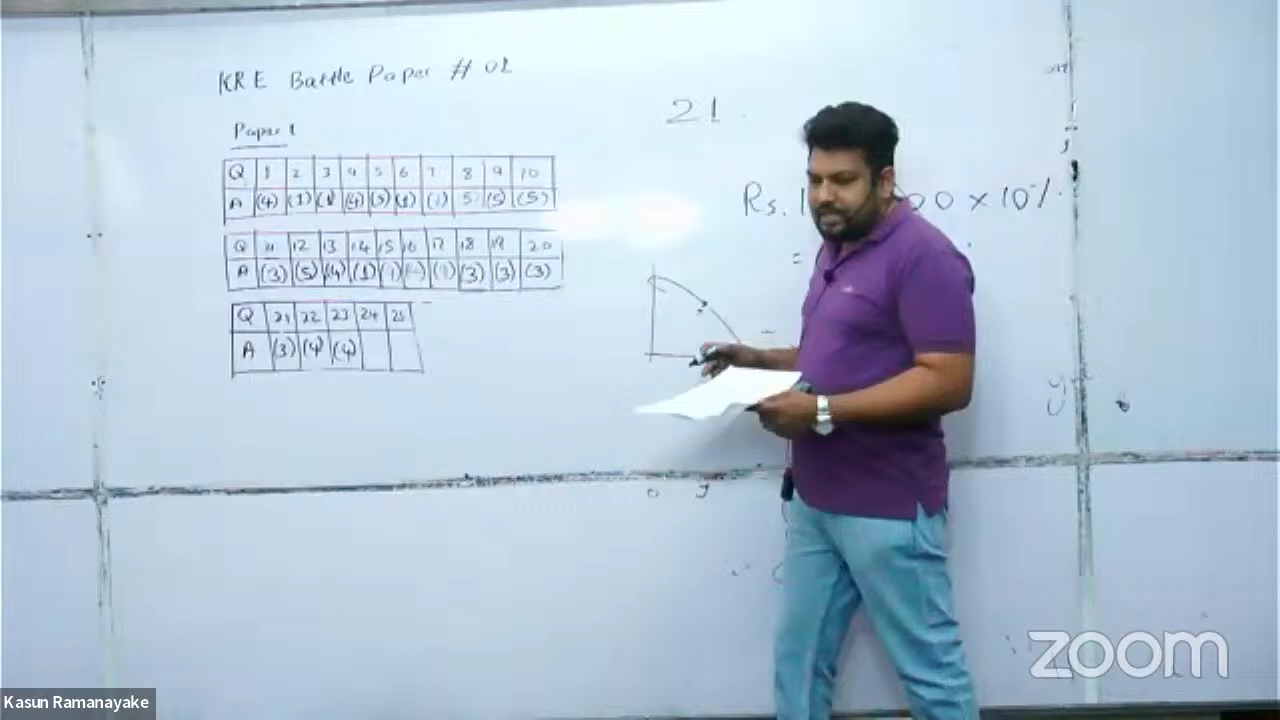 KRE Battle Paper # 01
Paper 1
Q 1 2 3 4 5 6 7 8 9 10
A (4) (1) (4) (3) (1) (1) 5 (5) (5)
Q 11 12 13 14 15 16 17 18 19 20
A (3) (5) (4) (1) (3) (3) (3)
Q 21 22 23 24 25
A (3) (4) (4)
21.
Rs. 1 00 × 10%
=
zoom
Kasun Ramanayake